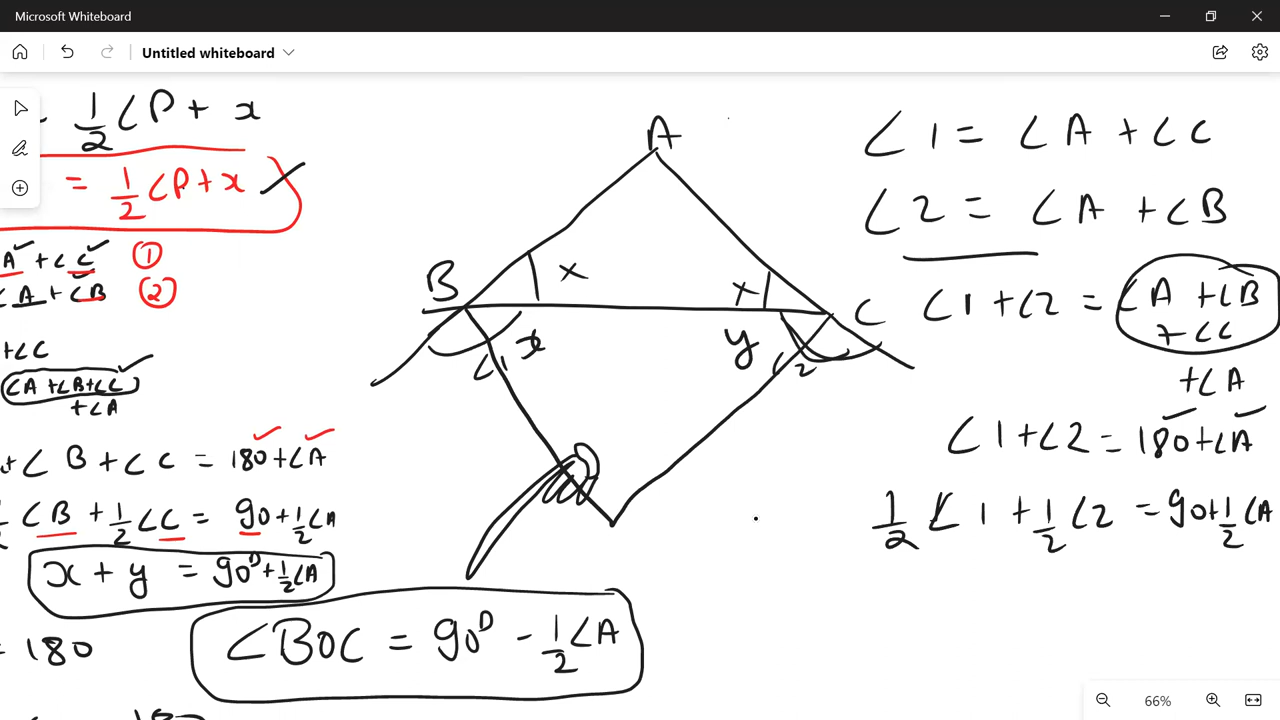 Microsoft Whiteboard
Untitled whiteboard
1/2 ∠P + x
= 1/2 ∠P + x
A + ∠C ①
∠A + ∠B ②
+∠C
(∠A + ∠B + ∠C)
+∠A
+∠B + ∠C = 180 + ∠A
∠B + 1/2 ∠C = 90 + 1/2 ∠A
x + y = 90° + 1/2 ∠A
= 180
∠BOC = 90° - 1/2 ∠A
A
B
x
x
C
x
y
∠1
∠2
∠1 = ∠A + ∠C
∠2 = ∠A + ∠B
∠1 + ∠2 = ∠A + ∠B
+ ∠C
+∠A
∠1 + ∠2 = 180 + ∠A
1/2 ∠1 + 1/2 ∠2 = 90 + 1/2 ∠A
66%